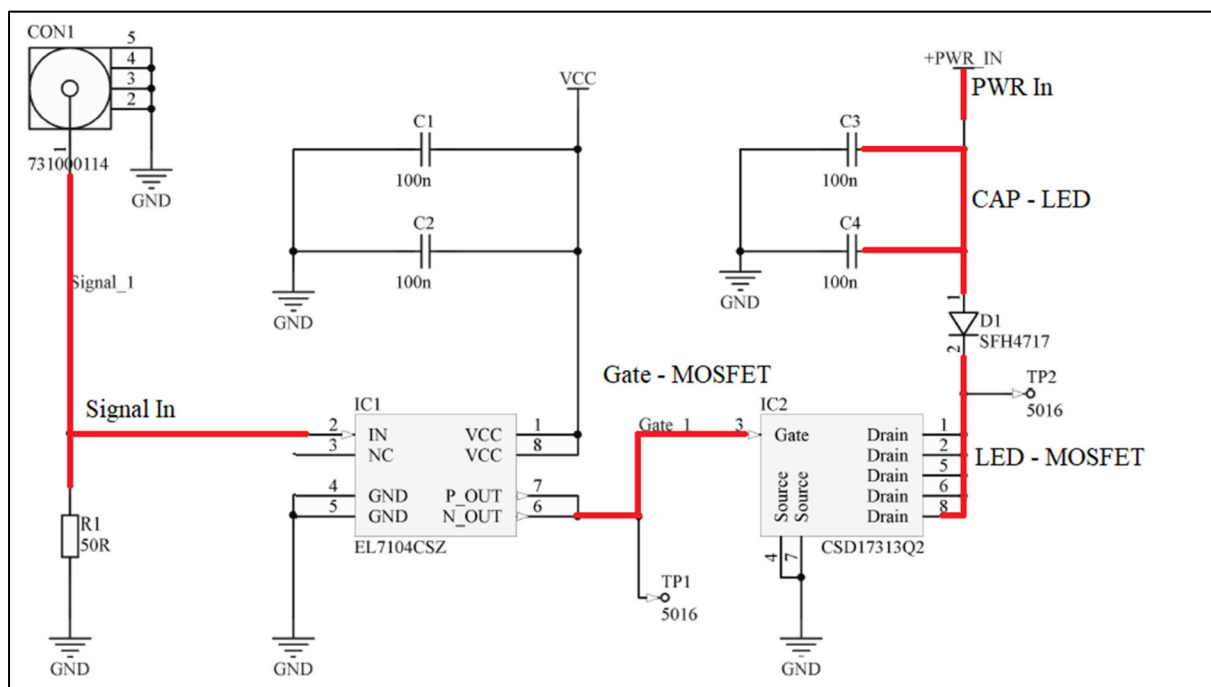 CON1
5
4
3
2
1
731000114
GND
Signal_1
Signal In
R1
50R
GND
VCC
C1
100n
C2
100n
GND
IC1
2 IN VCC 1
3 NC VCC 8
4 GND P_OUT 7
5 GND N_OUT 6
EL7104CSZ
GND
TP1
5016
Gate - MOSFET
Gate_1
+PWR_IN
PWR In
C3
100n
CAP - LED
C4
100n
GND
1
D1
SFH4717
2
TP2
5016
LED - MOSFET
IC2
3 Gate Drain 1
Drain 2
Drain 5
Drain 6
Drain 8
Source
Source
4
7
CSD17313Q2
GND